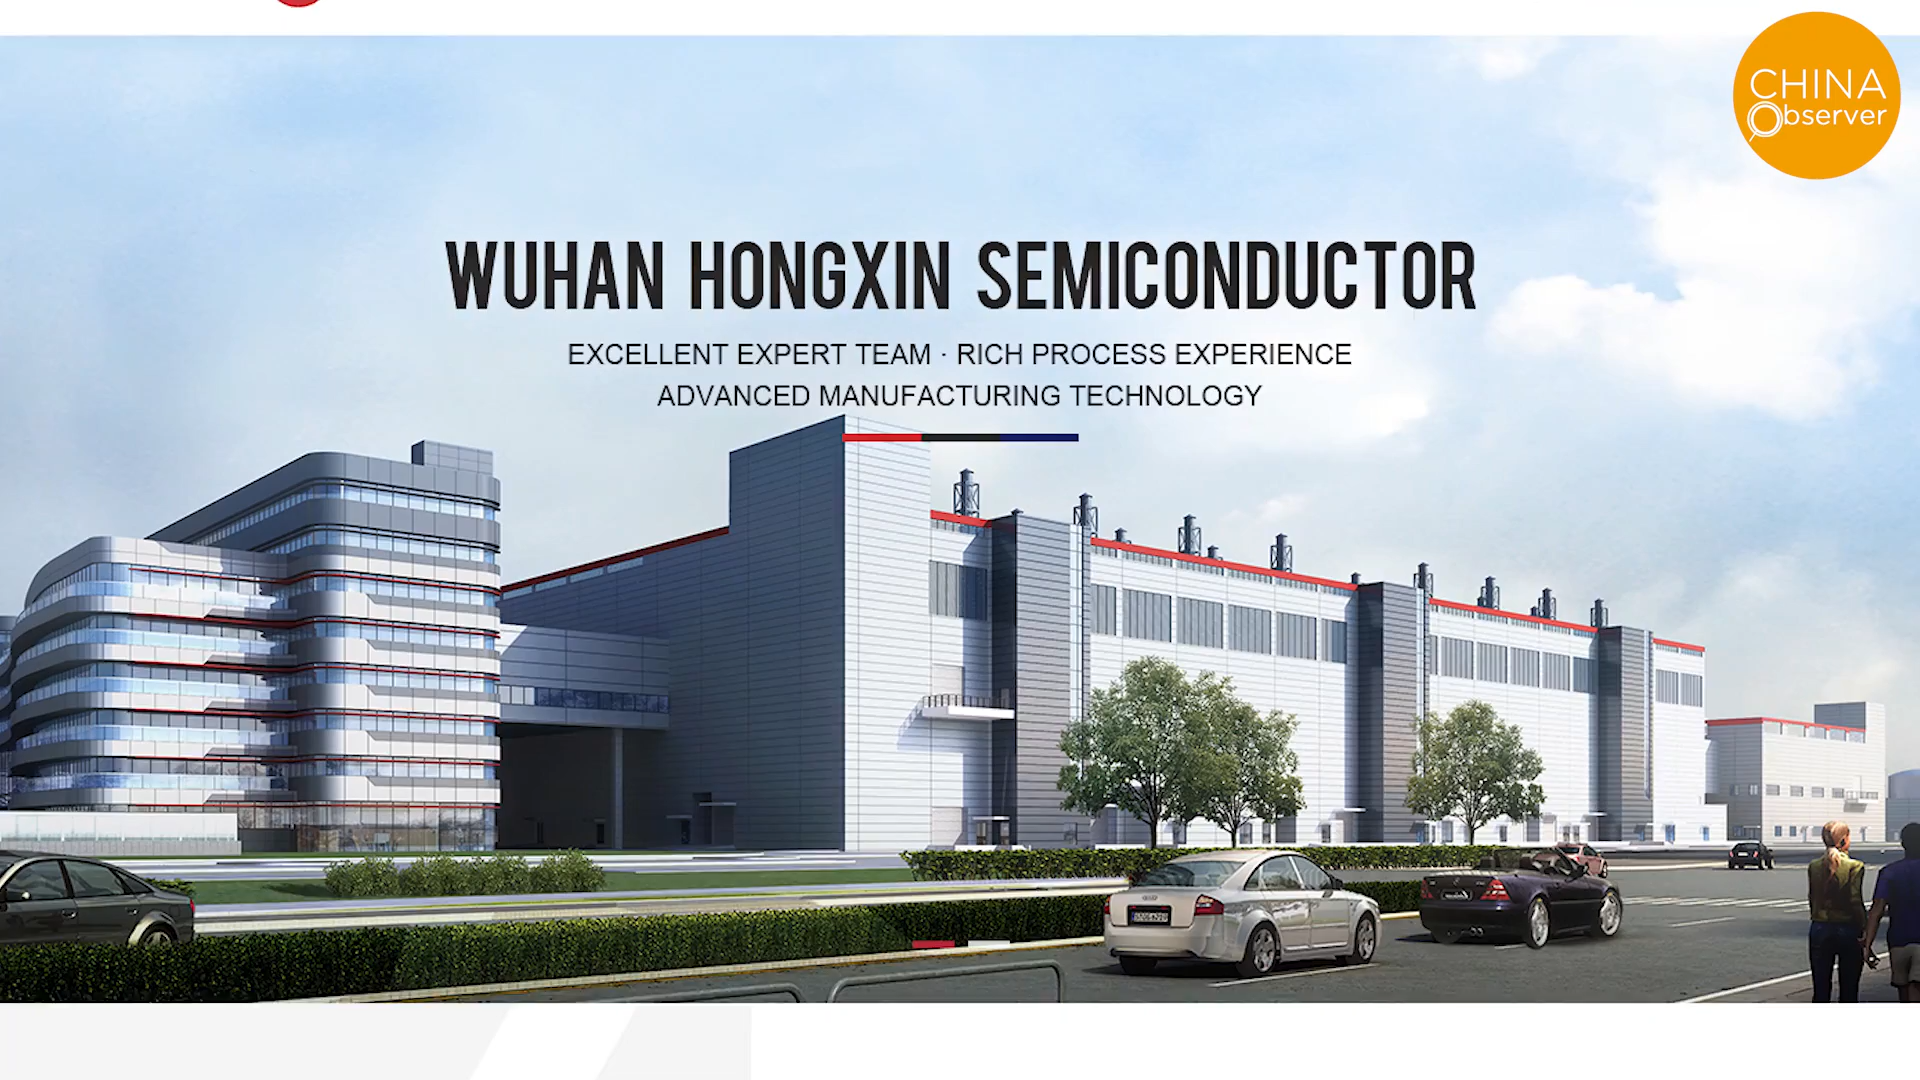 CHINA
Observer
WUHAN HONGXIN SEMICONDUCTOR
EXCELLENT EXPERT TEAM · RICH PROCESS EXPERIENCE
ADVANCED MANUFACTURING TECHNOLOGY